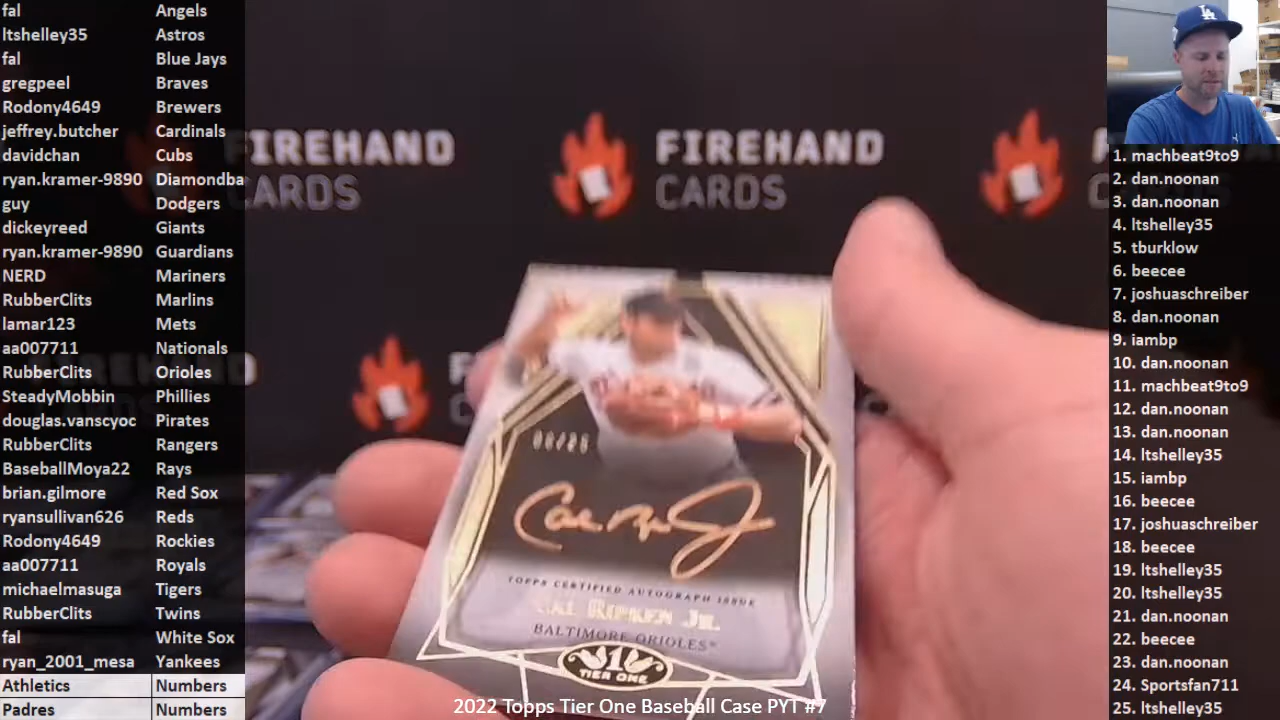 fal Angels
ltshelley35 Astros
fal Blue Jays
gregpeel Braves
Rodony4649 Brewers
jeffrey.butcher Cardinals
davidchan Cubs
ryan.kramer-9890 Diamondba
guy Dodgers
dickeyreed Giants
ryan.kramer-9890 Guardians
NERD Mariners
RubberClits Marlins
lamar123 Mets
aa007711 Nationals
RubberClits Orioles
SteadyMobbin Phillies
douglas.vanscyoc Pirates
RubberClits Rangers
BaseballMoya22 Rays
brian.gilmore Red Sox
ryansullivan626 Reds
Rodony4649 Rockies
aa007711 Royals
michaelmasuga Tigers
RubberClits Twins
fal White Sox
ryan_2001_mesa Yankees
Athletics Numbers
Padres Numbers
FIREHAND
CARDS
FIREHAND
CARDS
TOPPS CERTIFIED AUTOGRAPH ISSUE
CAL RIPKEN JR.
BALTIMORE ORIOLES
1
TIER ONE
2022 Topps Tier One Baseball Case PYT #7
LA
1. machbeat9to9
2. dan.noonan
3. dan.noonan
4. ltshelley35
5. tburklow
6. beecee
7. joshuaschreiber
8. dan.noonan
9. iambp
10. dan.noonan
11. machbeat9to9
12. dan.noonan
13. dan.noonan
14. ltshelley35
15. iambp
16. beecee
17. joshuaschreiber
18. beecee
19. ltshelley35
20. ltshelley35
21. dan.noonan
22. beecee
23. dan.noonan
24. Sportsfan711
25. ltshelley35